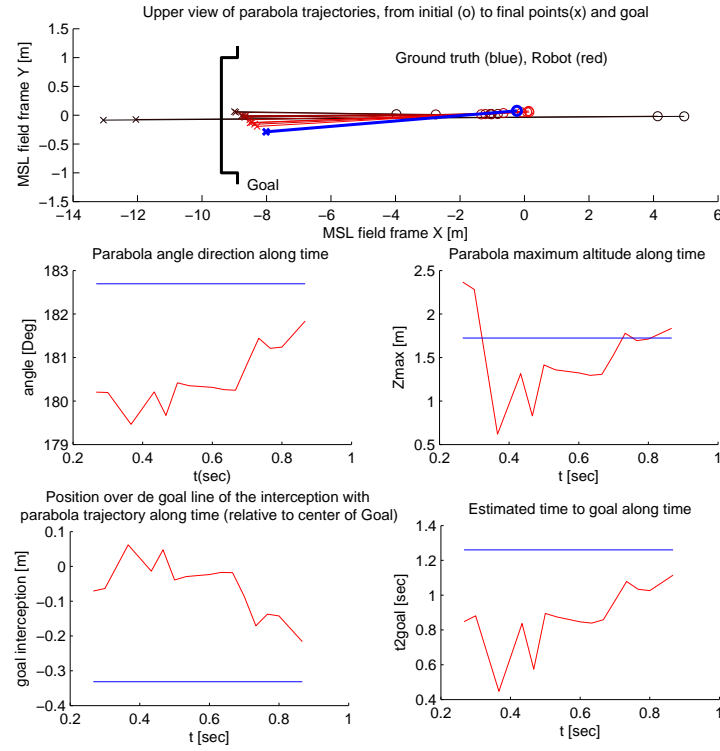 Upper view of parabola trajectories, from initial (o) to final points(x) and goal
1.5
1
0.5
0
−0.5
−1
−1.5
MSL field frame Y [m]
Ground truth (blue), Robot (red)
Goal
−14 −12 −10 −8 −6 −4 −2 0 2 4 6
MSL field frame X [m]
Parabola angle direction along time
183
182
181
180
179
angle [Deg]
0.2 0.4 0.6 0.8 1
t(sec)
Parabola maximum altitude along time
2.5
2
1.5
1
0.5
Zmax [m]
0.2 0.4 0.6 0.8 1
t [sec]
Position over de goal line of the interception with
parabola trajectory along time (relative to center of Goal)
0.1
0
−0.1
−0.2
−0.3
−0.4
goal interception [m]
0.2 0.4 0.6 0.8 1
t [sec]
Estimated time to goal along time
1.4
1.2
1
0.8
0.6
0.4
t2goal [sec]
0.2 0.4 0.6 0.8 1
t [sec]